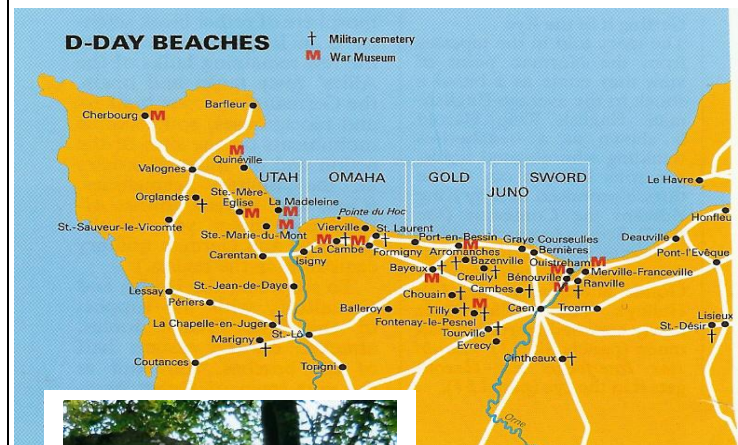 D-DAY BEACHES
† Military cemetery
M War Museum
Barfleur
Cherbourg M
M
Quinéville
UTAH OMAHA GOLD JUNO SWORD
Valognes
Le Havre
Orglandes †
Ste.-Mère-
Eglise M
La Madeleine
M
M
Pointe du Hoc
Honfleu
St.-Sauveur-le-Vicomte
Ste.-Marie-du-Mont
Vierville
St. Laurent
Port-en-Bessin
Graye Courseulles
Deauville
M † M †
La Cambe
Formigny
Arromanches M
Bernières
Pont-l'Evêque
Carentan
Isigny
Bazenville
Ouistreham M
Bayeux M
Creully †
M
Merville-Franceville
Bénouville
Ranville
M
Lessay
St.-Jean-de-Daye
Chouain †
Cambes †
Périers
Balleroy
Tilly † M †
Caen
Troarn
Lisieux
La Chapelle-en-Juger †
Fontenay-le-Pesnel
St.-Désir †
Marigny †
St.-Lô
Tourville †
Evrecy
Coutances
Torigni
Cintheaux †
Orne